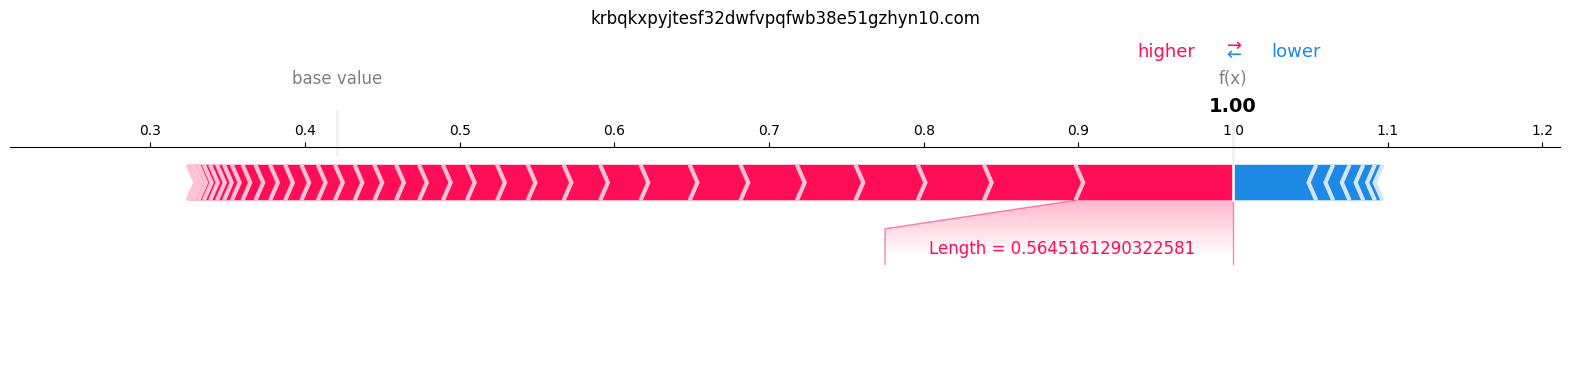 krbqkxpyjtesf32dwfvpqfwb38e51gzhyn10.com
higher ⇄ lower
base value f(x)
1.00
0.3 0.4 0.5 0.6 0.7 0.8 0.9 1.0 1.1 1.2
Length = 0.5645161290322581